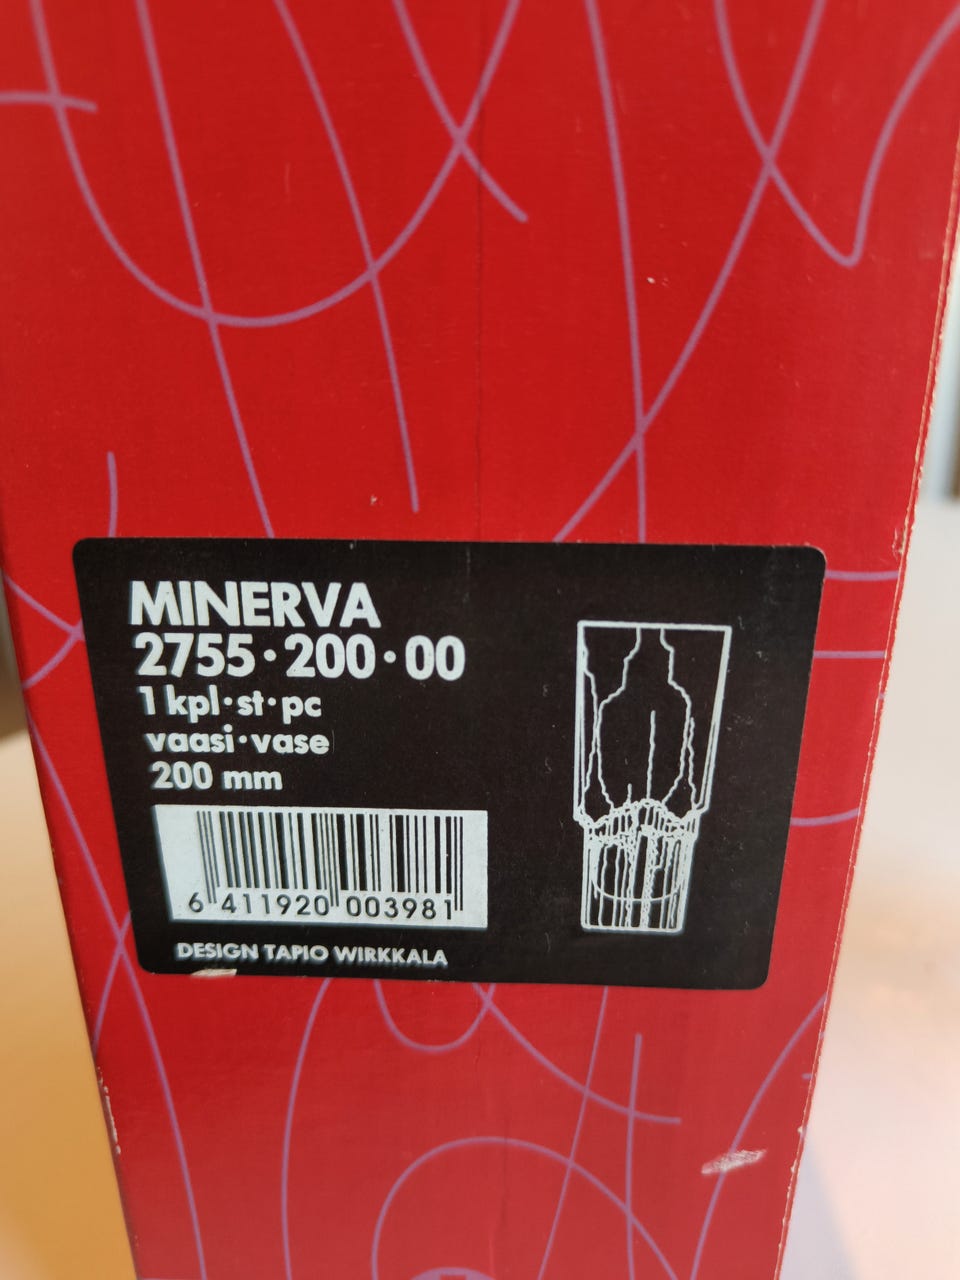 MINERVA
2755·200·00
1 kpl·st·pc
vaasi·vase
200 mm
6 411920 003981
DESIGN TAPIO WIRKKALA